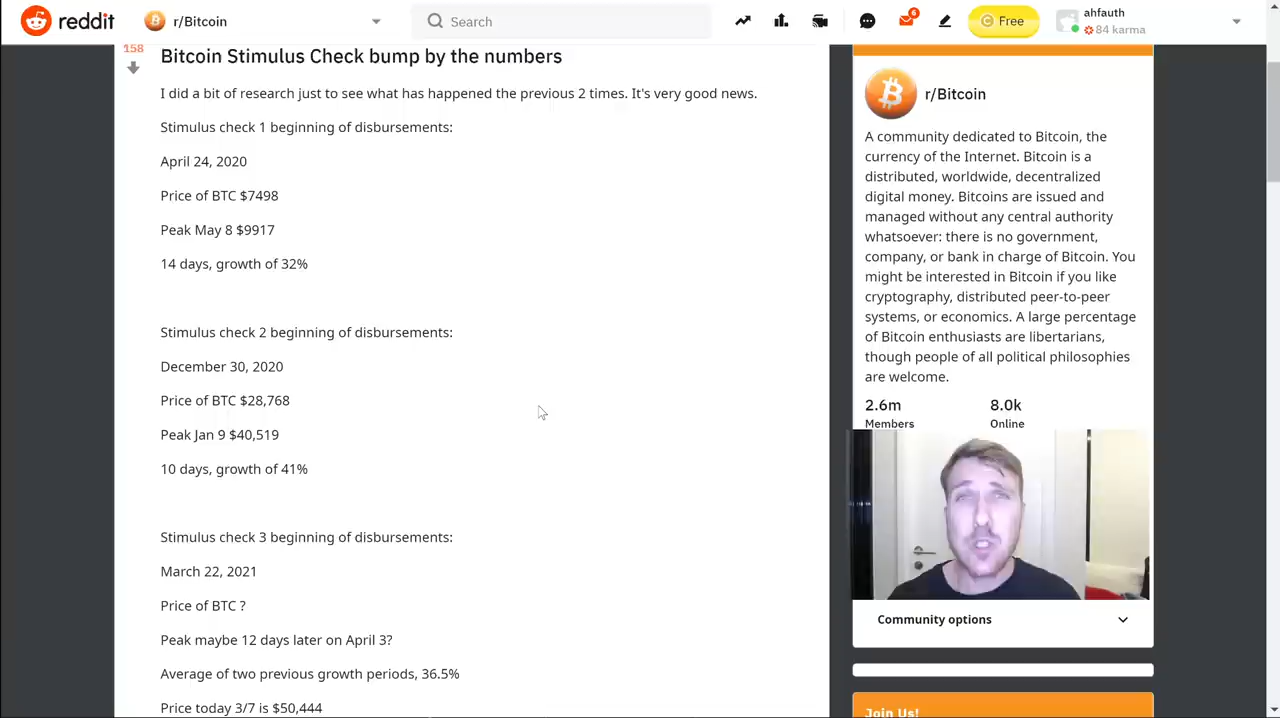 reddit
r/Bitcoin
Search
6
Free
ahfauth
84 karma
158
Bitcoin Stimulus Check bump by the numbers
I did a bit of research just to see what has happened the previous 2 times. It's very good news.
Stimulus check 1 beginning of disbursements:
April 24, 2020
Price of BTC $7498
Peak May 8 $9917
14 days, growth of 32%
Stimulus check 2 beginning of disbursements:
December 30, 2020
Price of BTC $28,768
Peak Jan 9 $40,519
10 days, growth of 41%
Stimulus check 3 beginning of disbursements:
March 22, 2021
Price of BTC ?
Peak maybe 12 days later on April 3?
Average of two previous growth periods, 36.5%
Price today 3/7 is $50,444
r/Bitcoin
A community dedicated to Bitcoin, the
currency of the Internet. Bitcoin is a
distributed, worldwide, decentralized
digital money. Bitcoins are issued and
managed without any central authority
whatsoever: there is no government,
company, or bank in charge of Bitcoin. You
might be interested in Bitcoin if you like
cryptography, distributed peer-to-peer
systems, or economics. A large percentage
of Bitcoin enthusiasts are libertarians,
though people of all political philosophies
are welcome.
2.6m
Members
8.0k
Online
Community options
Join Us!